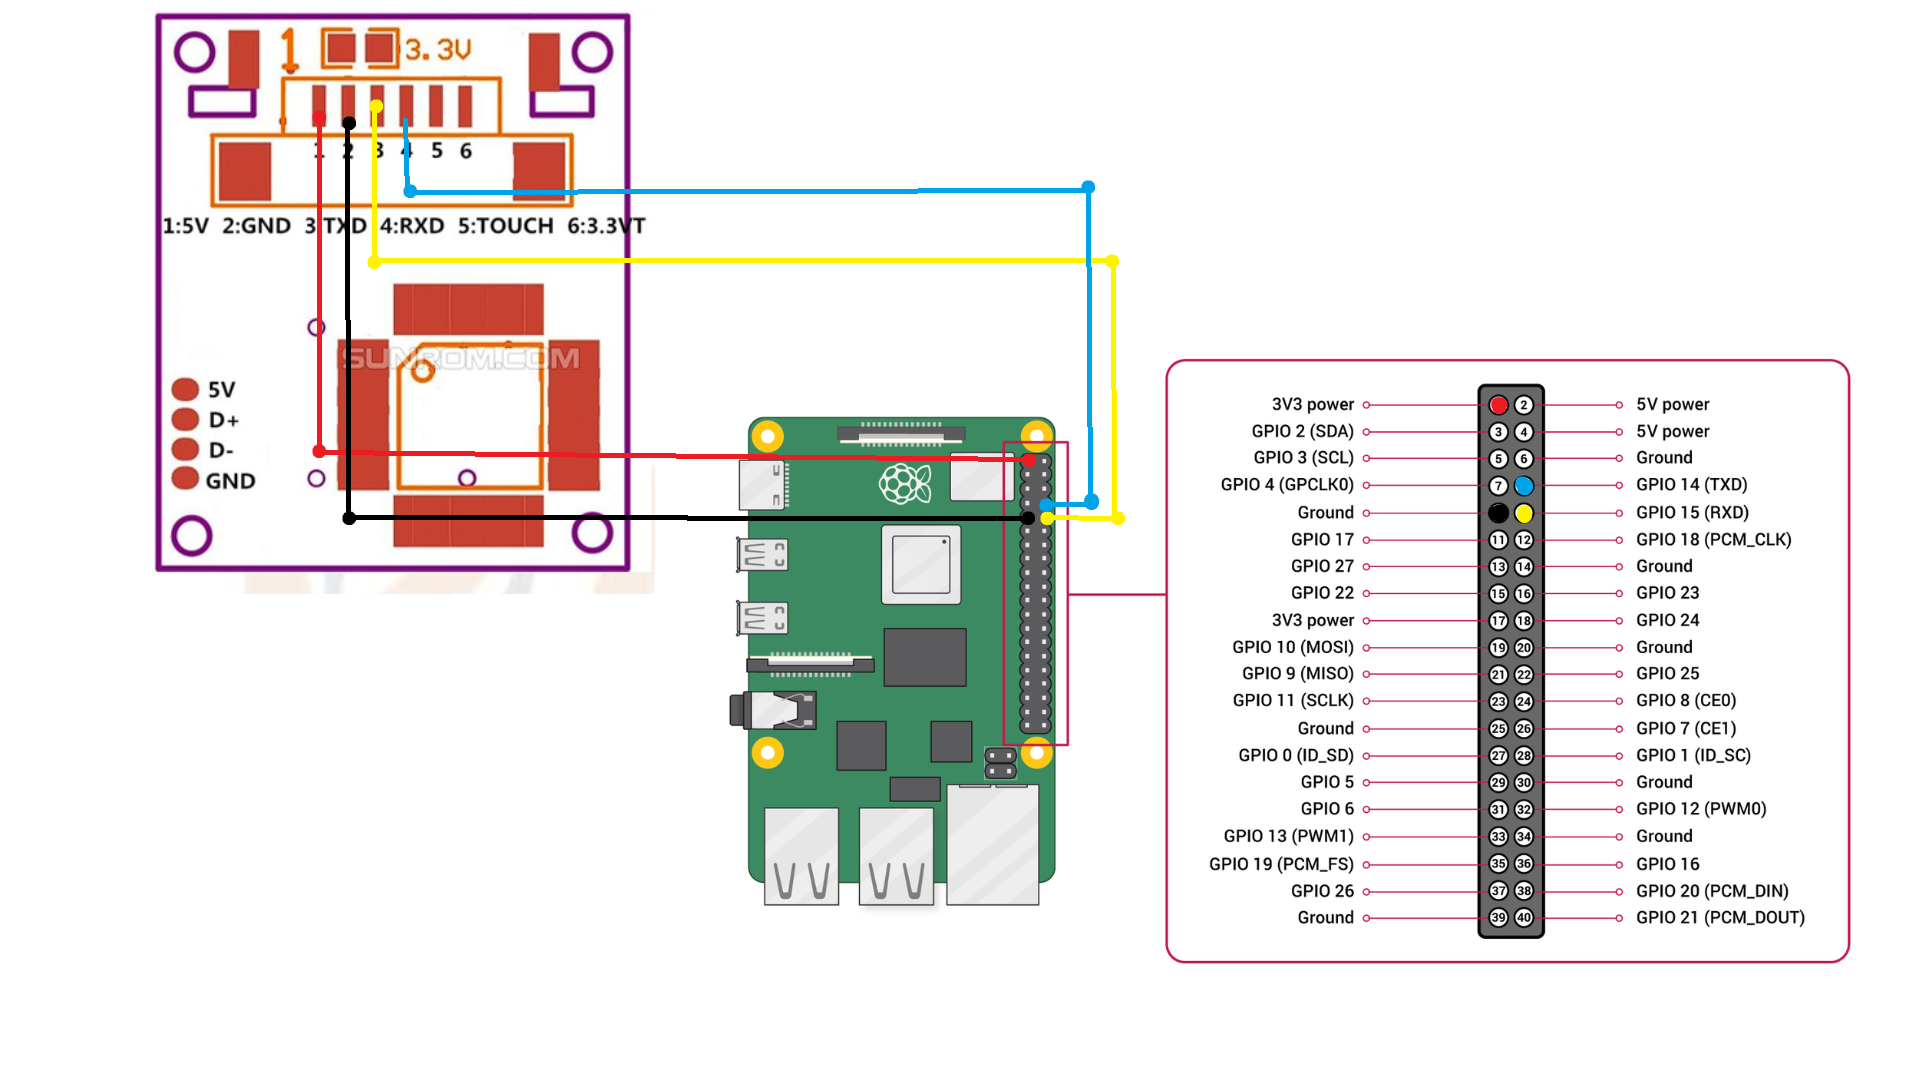 1 3.3V
1 2 3 4 5 6
1:5V 2:GND 3:TXD 4:RXD 5:TOUCH 6:3.3VT
SUNROM.COM
5V
D+
D-
GND
3V3 power 2 5V power
GPIO 2 (SDA) 3 4 5V power
GPIO 3 (SCL) 5 6 Ground
GPIO 4 (GPCLK0) 7 GPIO 14 (TXD)
Ground GPIO 15 (RXD)
GPIO 17 11 12 GPIO 18 (PCM_CLK)
GPIO 27 13 14 Ground
GPIO 22 15 16 GPIO 23
3V3 power 17 18 GPIO 24
GPIO 10 (MOSI) 19 20 Ground
GPIO 9 (MISO) 21 22 GPIO 25
GPIO 11 (SCLK) 23 24 GPIO 8 (CE0)
Ground 25 26 GPIO 7 (CE1)
GPIO 0 (ID_SD) 27 28 GPIO 1 (ID_SC)
GPIO 5 29 30 Ground
GPIO 6 31 32 GPIO 12 (PWM0)
GPIO 13 (PWM1) 33 34 Ground
GPIO 19 (PCM_FS) 35 36 GPIO 16
GPIO 26 37 38 GPIO 20 (PCM_DIN)
Ground 39 40 GPIO 21 (PCM_DOUT)